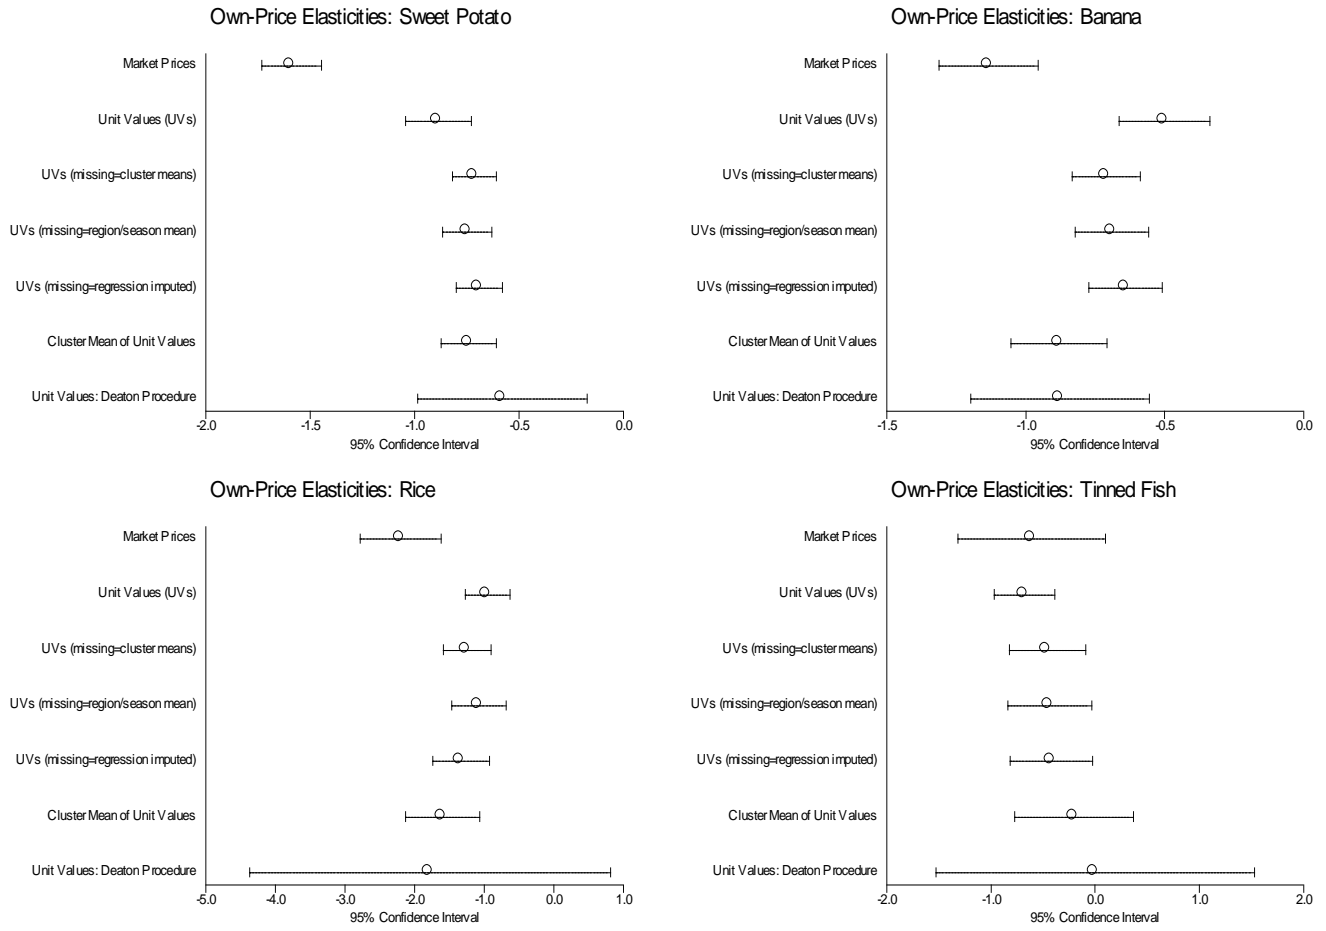 Own-Price Elasticities: Sweet Potato
Market Prices
Unit Values (UVs)
UVs (missing=cluster means)
UVs (missing=region/season mean)
UVs (missing=regression imputed)
Cluster Mean of Unit Values
Unit Values: Deaton Procedure
-2.0 -1.5 -1.0 -0.5 0.0
95% Confidence Interval
Own-Price Elasticities: Banana
Market Prices
Unit Values (UVs)
UVs (missing=cluster means)
UVs (missing=region/season mean)
UVs (missing=regression imputed)
Cluster Mean of Unit Values
Unit Values: Deaton Procedure
-1.5 -1.0 -0.5 0.0
95% Confidence Interval
Own-Price Elasticities: Rice
Market Prices
Unit Values (UVs)
UVs (missing=cluster means)
UVs (missing=region/season mean)
UVs (missing=regression imputed)
Cluster Mean of Unit Values
Unit Values: Deaton Procedure
-5.0 -4.0 -3.0 -2.0 -1.0 0.0 1.0
95% Confidence Interval
Own-Price Elasticities: Tinned Fish
Market Prices
Unit Values (UVs)
UVs (missing=cluster means)
UVs (missing=region/season mean)
UVs (missing=regression imputed)
Cluster Mean of Unit Values
Unit Values: Deaton Procedure
-2.0 -1.0 0.0 1.0 2.0
95% Confidence Interval